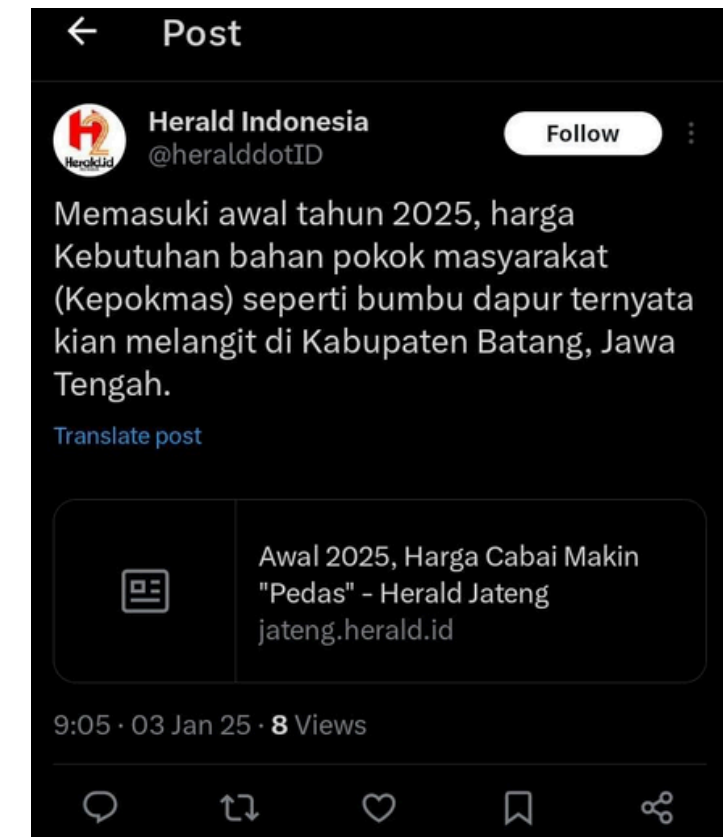 Post
Herald Indonesia
@heralddotID
Follow
Herald.id
Memasuki awal tahun 2025, harga
Kebutuhan bahan pokok masyarakat
(Kepokmas) seperti bumbu dapur ternyata
kian melangit di Kabupaten Batang, Jawa
Tengah.
Translate post
Awal 2025, Harga Cabai Makin
"Pedas" - Herald Jateng
jateng.herald.id
9:05 · 03 Jan 25 · 8 Views